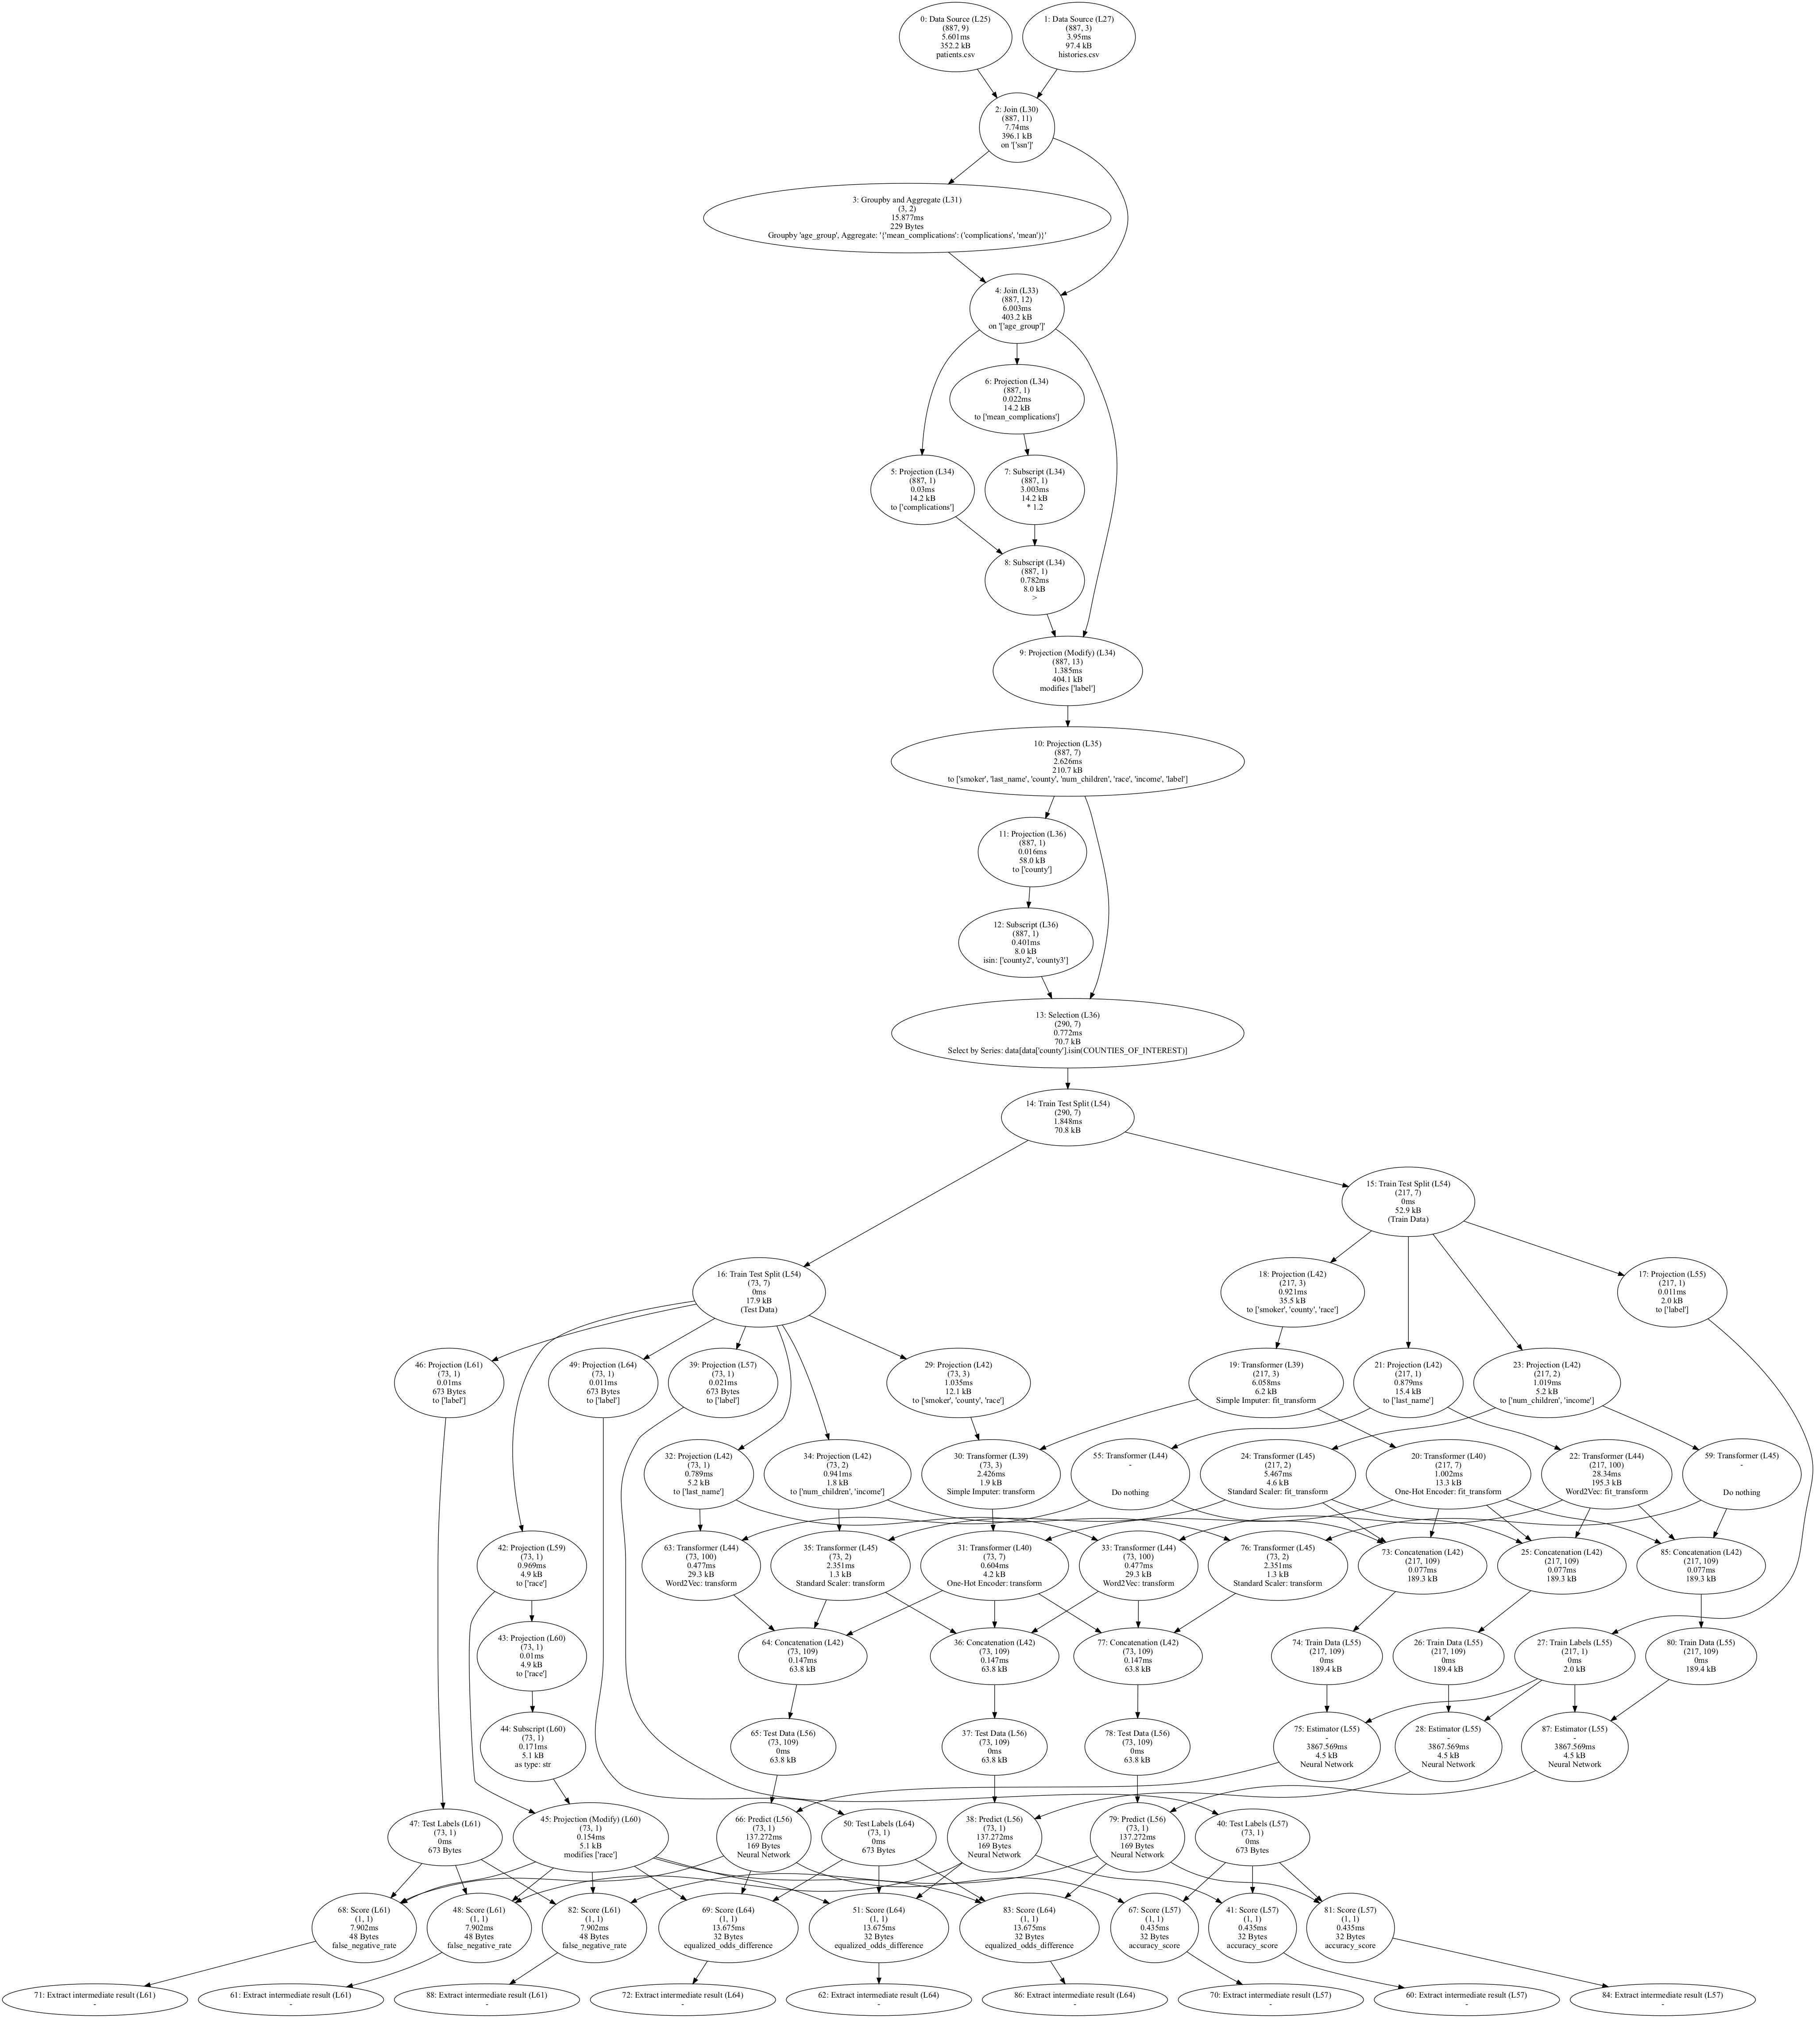 0: Data Source (L25)
(887, 9)
5.601ms
352.2 kB
patients.csv
1: Data Source (L27)
(887, 3)
3.95ms
97.4 kB
histories.csv
2: Join (L30)
(887, 11)
7.74ms
396.1 kB
on '['ssn']'
3: Groupby and Aggregate (L31)
(3, 2)
15.877ms
229 Bytes
Groupby 'age_group', Aggregate: '{'mean_complications': ('complications', 'mean')}'
4: Join (L33)
(887, 12)
6.003ms
403.2 kB
on '['age_group']'
6: Projection (L34)
(887, 1)
0.022ms
14.2 kB
to ['mean_complications']
5: Projection (L34)
(887, 1)
0.03ms
14.2 kB
to ['complications']
7: Subscript (L34)
(887, 1)
3.003ms
14.2 kB
* 1.2
8: Subscript (L34)
(887, 1)
0.782ms
8.0 kB
>
9: Projection (Modify) (L34)
(887, 13)
1.385ms
404.1 kB
modifies ['label']
10: Projection (L35)
(887, 7)
2.626ms
210.7 kB
to ['smoker', 'last_name', 'county', 'num_children', 'race', 'income', 'label']
11: Projection (L36)
(887, 1)
0.016ms
58.0 kB
to ['county']
12: Subscript (L36)
(887, 1)
0.401ms
8.0 kB
isin: ['county2', 'county3']
13: Selection (L36)
(290, 7)
0.772ms
70.7 kB
Select by Series: data[data['county'].isin(COUNTIES_OF_INTEREST)]
14: Train Test Split (L54)
(290, 7)
1.848ms
70.8 kB
15: Train Test Split (L54)
(217, 7)
0ms
52.9 kB
(Train Data)
16: Train Test Split (L54)
(73, 7)
0ms
17.9 kB
(Test Data)
18: Projection (L42)
(217, 3)
0.921ms
35.5 kB
to ['smoker', 'county', 'race']
17: Projection (L55)
(217, 1)
0.011ms
2.0 kB
to ['label']
46: Projection (L61)
(73, 1)
0.01ms
673 Bytes
to ['label']
49: Projection (L64)
(73, 1)
0.011ms
673 Bytes
to ['label']
39: Projection (L57)
(73, 1)
0.021ms
673 Bytes
to ['label']
29: Projection (L42)
(73, 3)
1.035ms
12.1 kB
to ['smoker', 'county', 'race']
19: Transformer (L39)
(217, 3)
6.058ms
6.2 kB
Simple Imputer: fit_transform
21: Projection (L42)
(217, 1)
0.879ms
15.4 kB
to ['last_name']
23: Projection (L42)
(217, 2)
1.019ms
5.2 kB
to ['num_children', 'income']
32: Projection (L42)
(73, 1)
0.789ms
5.2 kB
to ['last_name']
34: Projection (L42)
(73, 2)
0.941ms
1.8 kB
to ['num_children', 'income']
30: Transformer (L39)
(73, 3)
2.426ms
1.9 kB
Simple Imputer: transform
55: Transformer (L44)
-
Do nothing
24: Transformer (L45)
(217, 2)
5.467ms
4.6 kB
Standard Scaler: fit_transform
20: Transformer (L40)
(217, 7)
1.002ms
13.3 kB
One-Hot Encoder: fit_transform
22: Transformer (L44)
(217, 100)
28.34ms
195.3 kB
Word2Vec: fit_transform
59: Transformer (L45)
-
Do nothing
42: Projection (L59)
(73, 1)
0.969ms
4.9 kB
to ['race']
63: Transformer (L44)
(73, 100)
0.477ms
29.3 kB
Word2Vec: transform
35: Transformer (L45)
(73, 2)
2.351ms
1.3 kB
Standard Scaler: transform
31: Transformer (L40)
(73, 7)
0.604ms
4.2 kB
One-Hot Encoder: transform
33: Transformer (L44)
(73, 100)
0.477ms
29.3 kB
Word2Vec: transform
76: Transformer (L45)
(73, 2)
2.351ms
1.3 kB
Standard Scaler: transform
73: Concatenation (L42)
(217, 109)
0.077ms
189.3 kB
25: Concatenation (L42)
(217, 109)
0.077ms
189.3 kB
85: Concatenation (L42)
(217, 109)
0.077ms
189.3 kB
43: Projection (L60)
(73, 1)
0.01ms
4.9 kB
to ['race']
64: Concatenation (L42)
(73, 109)
0.147ms
63.8 kB
36: Concatenation (L42)
(73, 109)
0.147ms
63.8 kB
77: Concatenation (L42)
(73, 109)
0.147ms
63.8 kB
74: Train Data (L55)
(217, 109)
0ms
189.4 kB
26: Train Data (L55)
(217, 109)
0ms
189.4 kB
27: Train Labels (L55)
(217, 1)
0ms
2.0 kB
80: Train Data (L55)
(217, 109)
0ms
189.4 kB
44: Subscript (L60)
(73, 1)
0.171ms
5.1 kB
as type: str
65: Test Data (L56)
(73, 109)
0ms
63.8 kB
37: Test Data (L56)
(73, 109)
0ms
63.8 kB
78: Test Data (L56)
(73, 109)
0ms
63.8 kB
75: Estimator (L55)
-
3867.569ms
4.5 kB
Neural Network
28: Estimator (L55)
-
3867.569ms
4.5 kB
Neural Network
87: Estimator (L55)
-
3867.569ms
4.5 kB
Neural Network
47: Test Labels (L61)
(73, 1)
0ms
673 Bytes
45: Projection (Modify) (L60)
(73, 1)
0.154ms
5.1 kB
modifies ['race']
66: Predict (L56)
(73, 1)
137.272ms
169 Bytes
Neural Network
50: Test Labels (L64)
(73, 1)
0ms
673 Bytes
38: Predict (L56)
(73, 1)
137.272ms
169 Bytes
Neural Network
79: Predict (L56)
(73, 1)
137.272ms
169 Bytes
Neural Network
40: Test Labels (L57)
(73, 1)
0ms
673 Bytes
68: Score (L61)
(1, 1)
7.902ms
48 Bytes
false_negative_rate
48: Score (L61)
(1, 1)
7.902ms
48 Bytes
false_negative_rate
82: Score (L61)
(1, 1)
7.902ms
48 Bytes
false_negative_rate
69: Score (L64)
(1, 1)
13.675ms
32 Bytes
equalized_odds_difference
51: Score (L64)
(1, 1)
13.675ms
32 Bytes
equalized_odds_difference
83: Score (L64)
(1, 1)
13.675ms
32 Bytes
equalized_odds_difference
67: Score (L57)
(1, 1)
0.435ms
32 Bytes
accuracy_score
41: Score (L57)
(1, 1)
0.435ms
32 Bytes
accuracy_score
81: Score (L57)
(1, 1)
0.435ms
32 Bytes
accuracy_score
71: Extract intermediate result (L61)
-
61: Extract intermediate result (L61)
-
88: Extract intermediate result (L61)
-
72: Extract intermediate result (L64)
-
62: Extract intermediate result (L64)
-
86: Extract intermediate result (L64)
-
70: Extract intermediate result (L57)
-
60: Extract intermediate result (L57)
-
84: Extract intermediate result (L57)
-